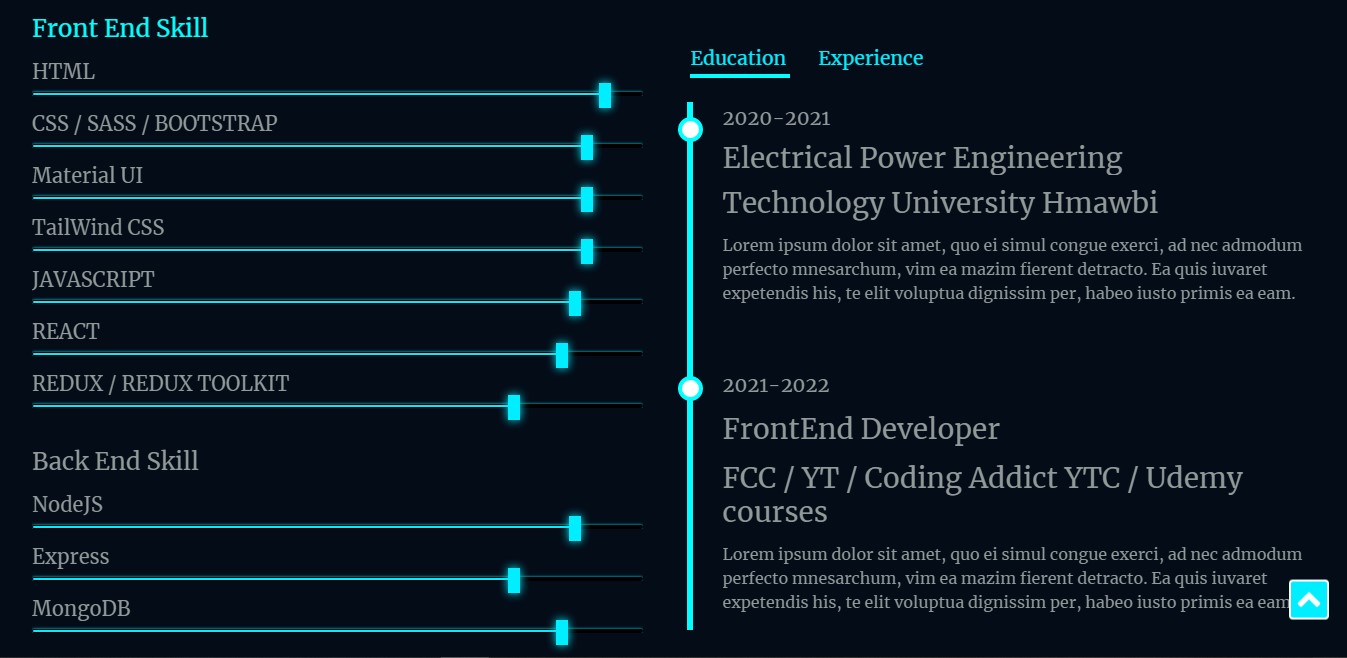 Front End Skill
HTML
CSS / SASS / BOOTSTRAP
Material UI
TailWind CSS
JAVASCRIPT
REACT
REDUX / REDUX TOOLKIT
Back End Skill
NodeJS
Express
MongoDB
Education Experience
2020-2021
Electrical Power Engineering
Technology University Hmawbi
Lorem ipsum dolor sit amet, quo ei simul congue exerci, ad nec admodum
perfecto mnesarchum, vim ea mazim fierent detracto. Ea quis iuvaret
expetendis his, te elit voluptua dignissim per, habeo iusto primis ea eam.
2021-2022
FrontEnd Developer
FCC / YT / Coding Addict YTC / Udemy
courses
Lorem ipsum dolor sit amet, quo ei simul congue exerci, ad nec admodum
perfecto mnesarchum, vim ea mazim fierent detracto. Ea quis iuvaret
expetendis his, te elit voluptua dignissim per, habeo iusto primis ea eam